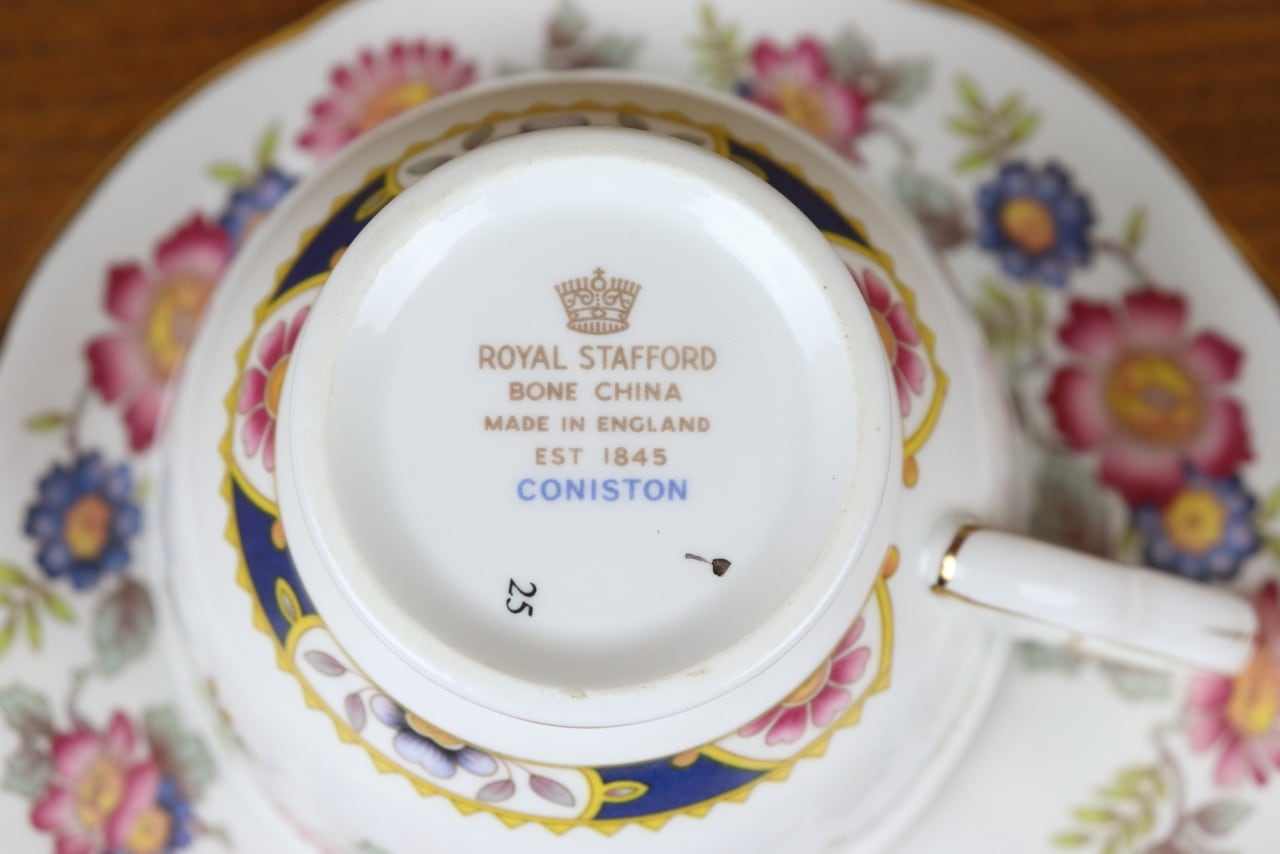 ROYAL STAFFORD
BONE CHINA
MADE IN ENGLAND
EST 1845
CONISTON
25